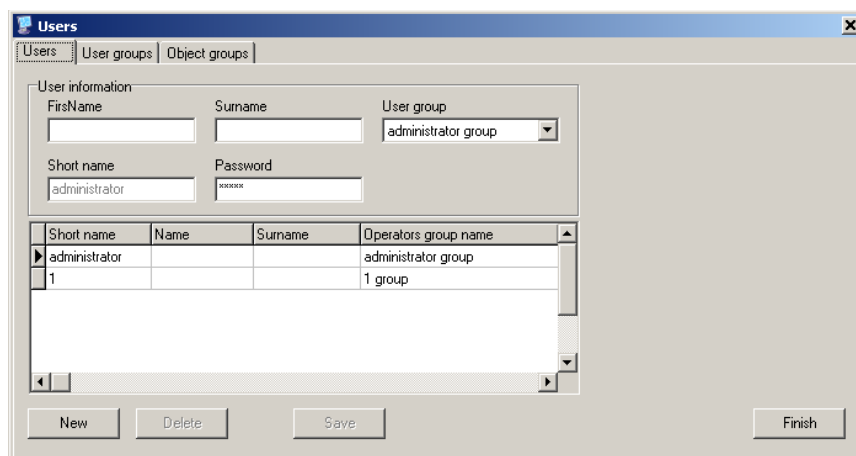 Users
Users User groups Object groups
User information
FirsName Surname User group
administrator group
Short name Password
administrator *****
Short name Name Surname Operators group name
administrator administrator group
1 1 group
New Delete Save Finish